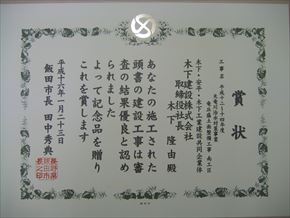 賞状
木下建設株式会社
取締役社長
木下隆由殿
あなたの施工された
頭書の建設工事は審
査の結果優良と認め
られました
よって記念品を贈り
これを賞します
平成十六年一月二十三日
飯田市長 田中秀典